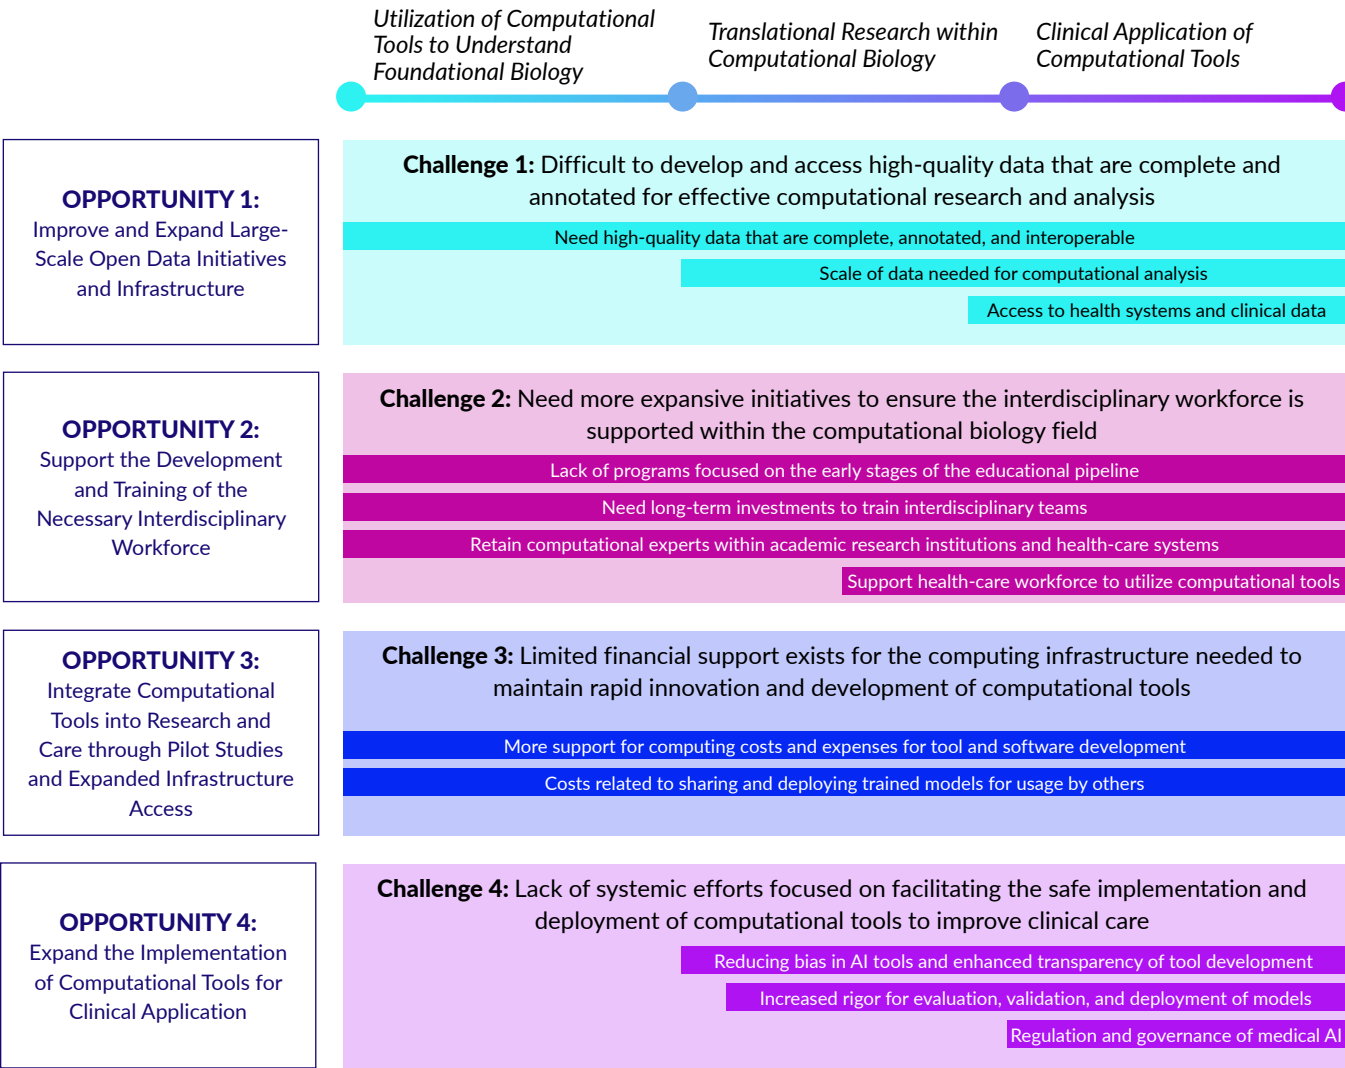 Utilization of Computational
Tools to Understand
Foundational Biology
Translational Research within
Computational Biology
Clinical Application of
Computational Tools
OPPORTUNITY 1:
Improve and Expand Large-
Scale Open Data Initiatives
and Infrastructure
Challenge 1: Difficult to develop and access high-quality data that are complete and
annotated for effective computational research and analysis
Need high-quality data that are complete, annotated, and interoperable
Scale of data needed for computational analysis
Access to health systems and clinical data
OPPORTUNITY 2:
Support the Development
and Training of the
Necessary Interdisciplinary
Workforce
Challenge 2: Need more expansive initiatives to ensure the interdisciplinary workforce is
supported within the computational biology field
Lack of programs focused on the early stages of the educational pipeline
Need long-term investments to train interdisciplinary teams
Retain computational experts within academic research institutions and health-care systems
Support health-care workforce to utilize computational tools
OPPORTUNITY 3:
Integrate Computational
Tools into Research and
Care through Pilot Studies
and Expanded Infrastructure
Access
Challenge 3: Limited financial support exists for the computing infrastructure needed to
maintain rapid innovation and development of computational tools
More support for computing costs and expenses for tool and software development
Costs related to sharing and deploying trained models for usage by others
OPPORTUNITY 4:
Expand the Implementation
of Computational Tools for
Clinical Application
Challenge 4: Lack of systemic efforts focused on facilitating the safe implementation and
deployment of computational tools to improve clinical care
Reducing bias in AI tools and enhanced transparency of tool development
Increased rigor for evaluation, validation, and deployment of models
Regulation and governance of medical AI